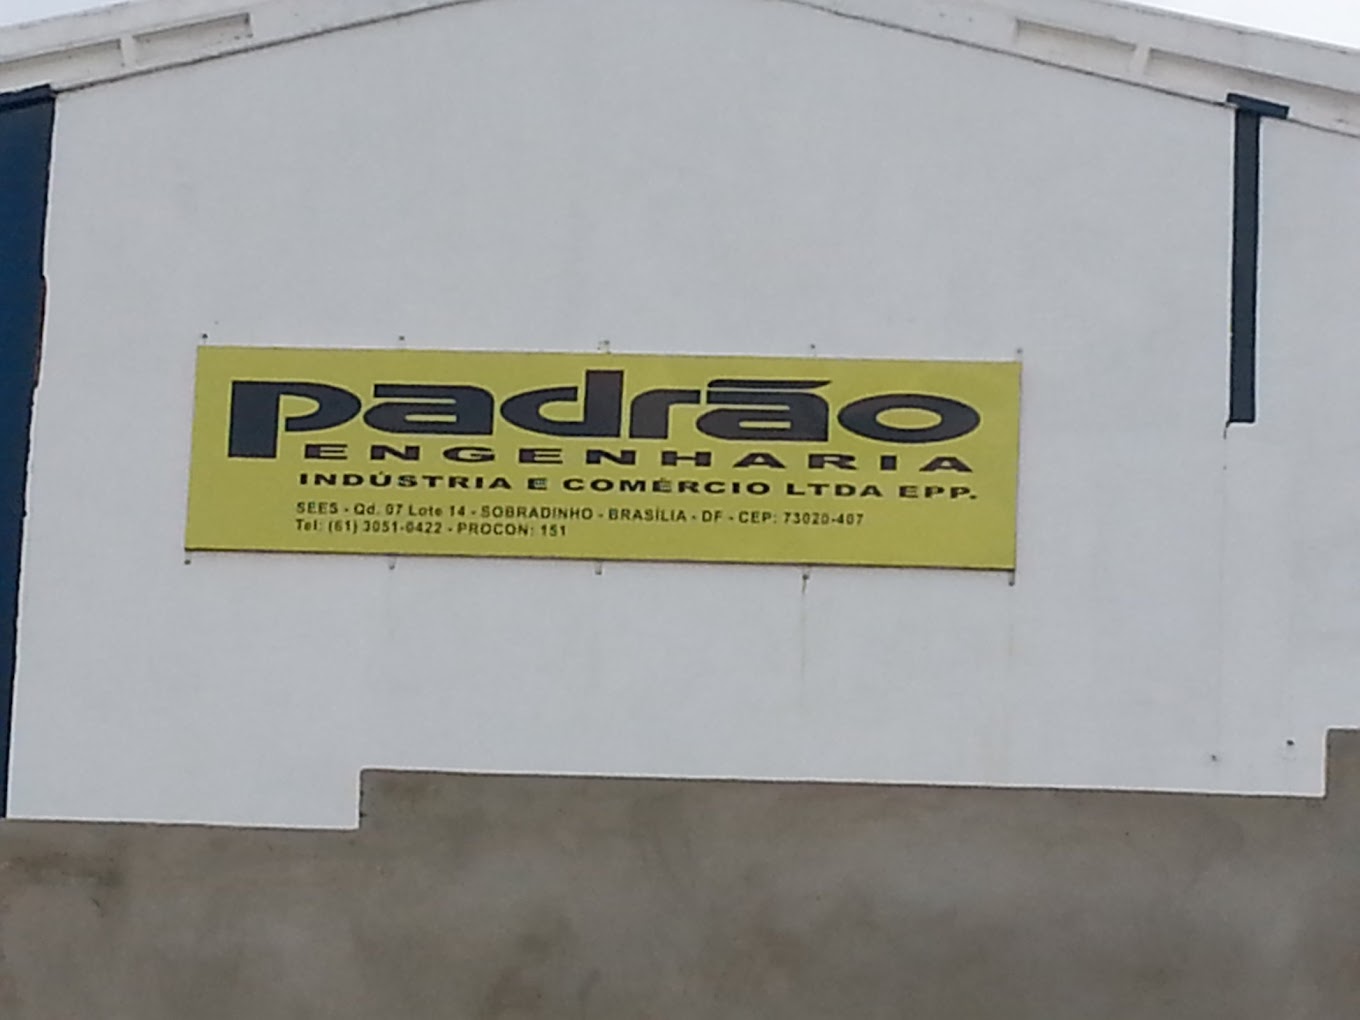 padrão
ENGENHARIA
INDÚSTRIA E COMÉRCIO LTDA EPP.
SEES - Qd. 07 Lote 14 - SOBRADINHO - BRASÍLIA - DF - CEP: 73020-407
Tel: (61) 3051-0422 - PROCON: 151